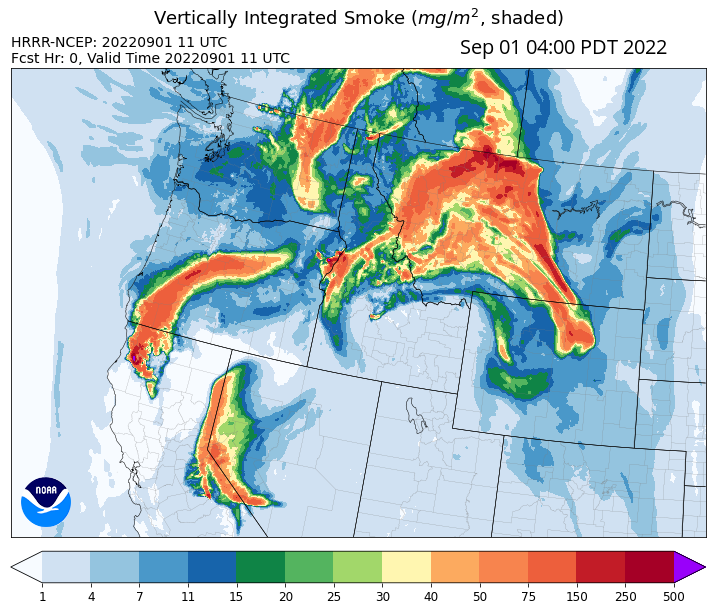 Vertically Integrated Smoke (mg/m², shaded)
HRRR-NCEP: 20220901 11 UTC
Sep 01 04:00 PDT 2022
Fcst Hr: 0, Valid Time 20220901 11 UTC
NOAA
1 4 7 11 15 20 25 30 40 50 75 150 250 500